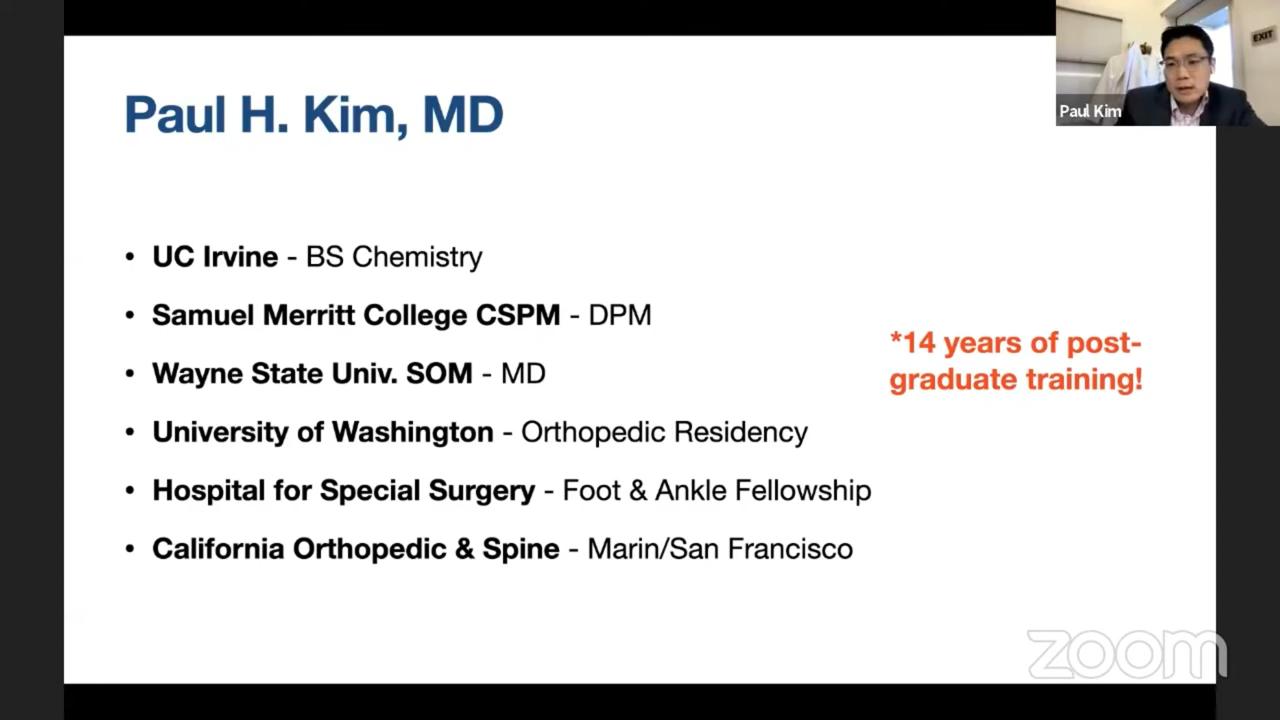 EXIT
Paul Kim
Paul H. Kim, MD
• UC Irvine - BS Chemistry
• Samuel Merritt College CSPM - DPM
• Wayne State Univ. SOM - MD
• University of Washington - Orthopedic Residency
• Hospital for Special Surgery - Foot & Ankle Fellowship
• California Orthopedic & Spine - Marin/San Francisco
*14 years of post-
graduate training!
zoom